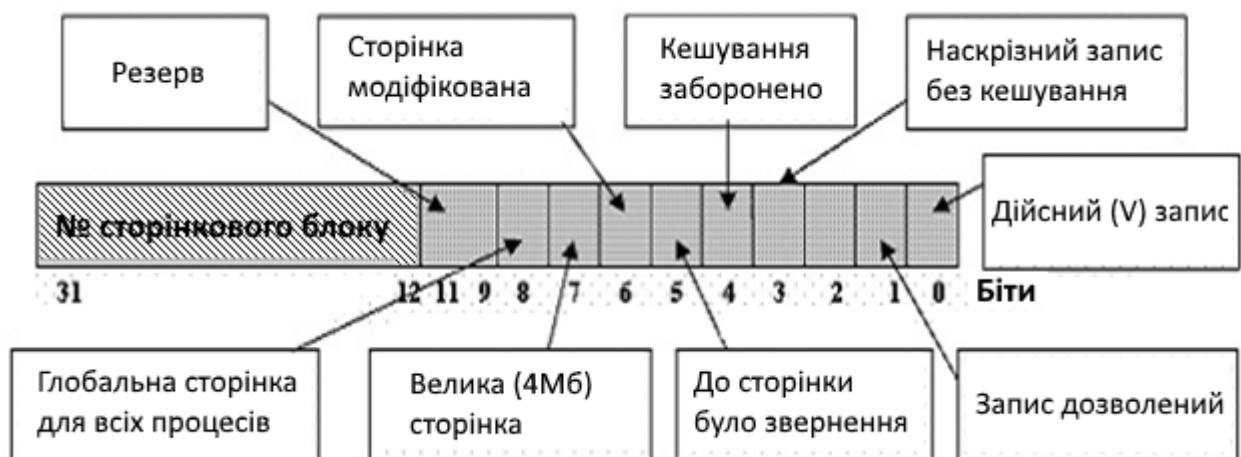 Резерв
Сторінка
модіфікована
Кешування
заборонено
Наскрізний запис
без кешування
№ сторінкового блоку
Дійсний (V) запис
31 12 11 9 8 7 6 5 4 3 2 1 0 Біти
Глобальна сторінка
для всіх процесів
Велика (4Мб)
сторінка
До сторінки
було звернення
Запис дозволений